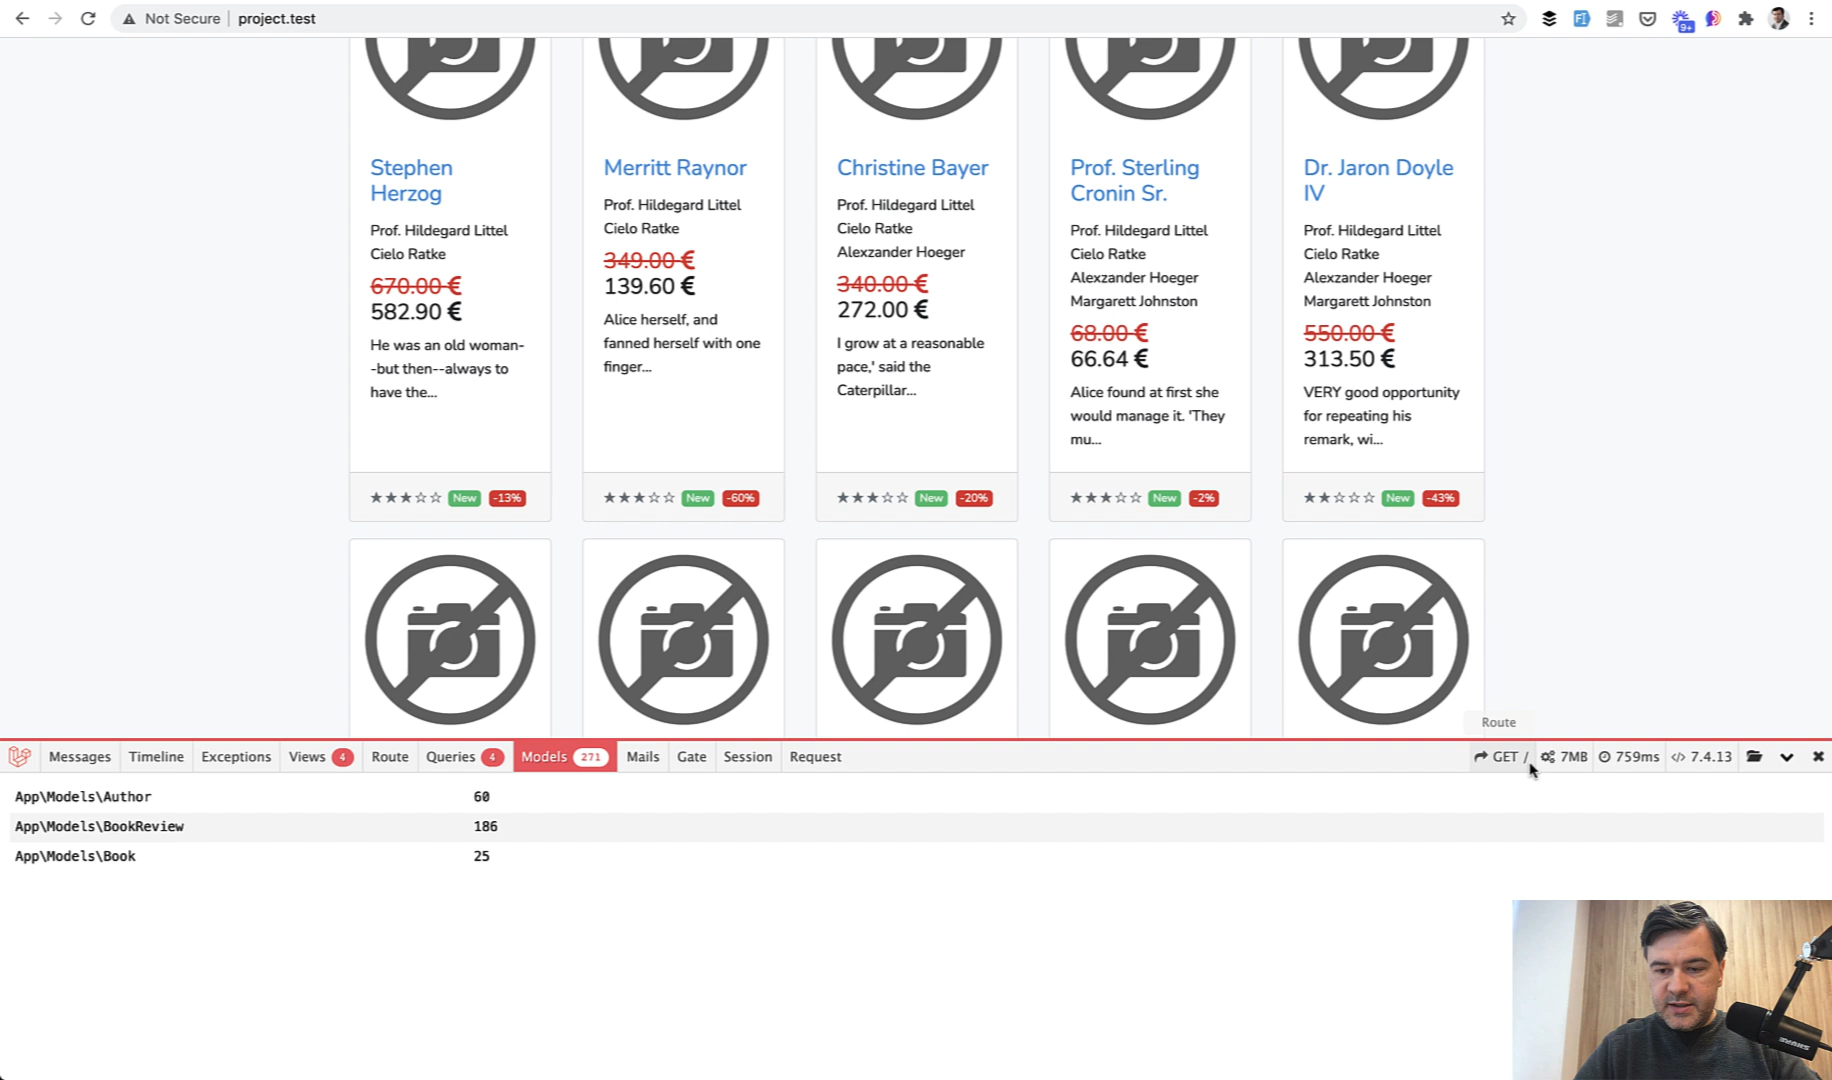 Not Secure | project.test
FI
9+
Stephen
Herzog
Prof. Hildegard Littel
Cielo Ratke
670.00 €
582.90 €
He was an old woman-
-but then--always to
have the...
★★★☆☆ New -13%
Merritt Raynor
Prof. Hildegard Littel
Cielo Ratke
349.00 €
139.60 €
Alice herself, and
fanned herself with one
finger...
★★★☆☆ New -60%
Christine Bayer
Prof. Hildegard Littel
Cielo Ratke
Alexzander Hoeger
340.00 €
272.00 €
I grow at a reasonable
pace,' said the
Caterpillar...
★★★☆☆ New -20%
Prof. Sterling
Cronin Sr.
Prof. Hildegard Littel
Cielo Ratke
Alexzander Hoeger
Margarett Johnston
68.00 €
66.64 €
Alice found at first she
would manage it. 'They
mu...
★★★☆☆ New -2%
Dr. Jaron Doyle
IV
Prof. Hildegard Littel
Cielo Ratke
Alexzander Hoeger
Margarett Johnston
550.00 €
313.50 €
VERY good opportunity
for repeating his
remark, wi...
★★☆☆☆ New -43%
Route
Messages Timeline Exceptions Views 4 Route Queries 4 Models 271 Mails Gate Session Request GET / 7MB 759ms </> 7.4.13
App\Models\Author 60
App\Models\BookReview 186
App\Models\Book 25
SHURE